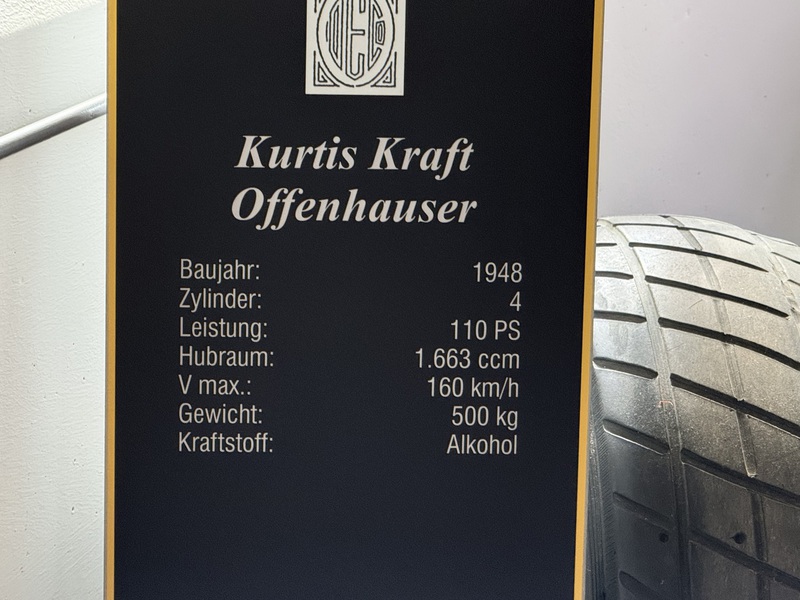 Kurtis Kraft
Offenhauser
Baujahr: 1948
Zylinder: 4
Leistung: 110 PS
Hubraum: 1.663 ccm
V max.: 160 km/h
Gewicht: 500 kg
Kraftstoff: Alkohol